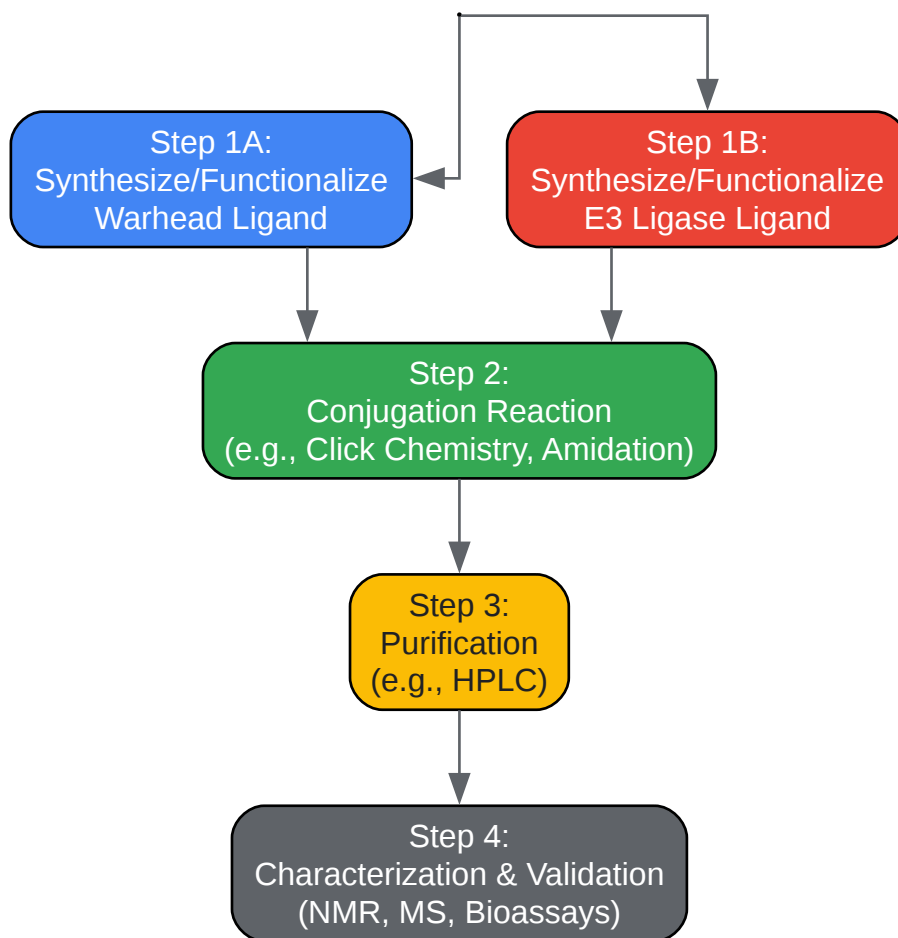 Step 1A:
Synthesize/Functionalize
Warhead Ligand
Step 1B:
Synthesize/Functionalize
E3 Ligase Ligand
Step 2:
Conjugation Reaction
(e.g., Click Chemistry, Amidation)
Step 3:
Purification
(e.g., HPLC)
Step 4:
Characterization & Validation
(NMR, MS, Bioassays)